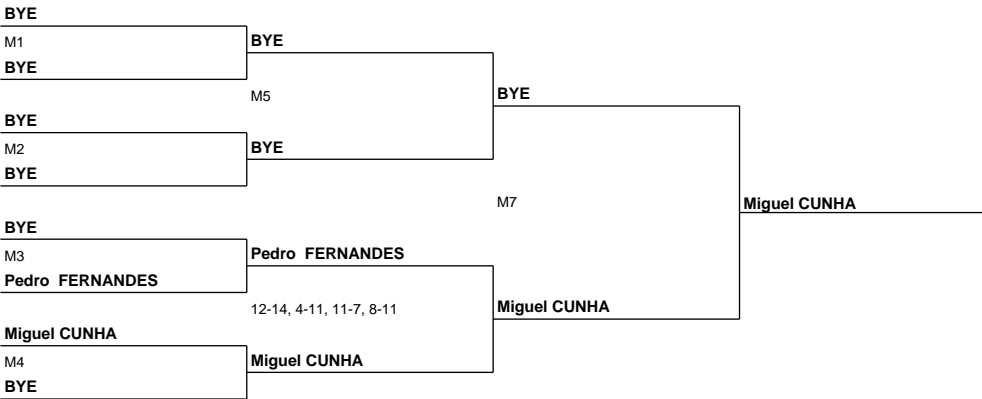 BYE
M1
BYE
BYE
M5
BYE
BYE
M2
BYE
BYE
M7
Miguel CUNHA
BYE
M3
Pedro  FERNANDES
Pedro  FERNANDES
12-14, 4-11, 11-7, 8-11
Miguel CUNHA
Miguel CUNHA
M4
Miguel CUNHA
BYE